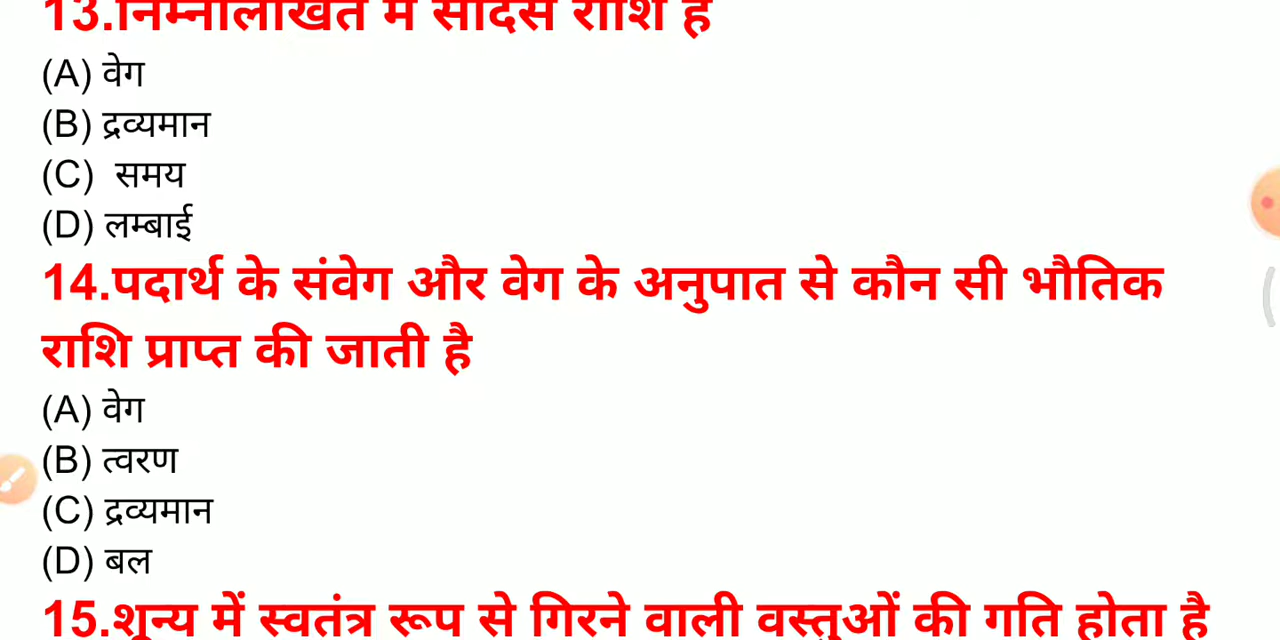 13.निम्नलिखित में सदिस राशि है
(A) वेग
(B) द्रव्यमान
(C) समय
(D) लम्बाई
14.पदार्थ के संवेग और वेग के अनुपात से कौन सी भौतिक
राशि प्राप्त की जाती है
(A) वेग
(B) त्वरण
(C) द्रव्यमान
(D) बल
15.शून्य में स्वतंत्र रूप से गिरने वाली वस्तुओं की गति होता है